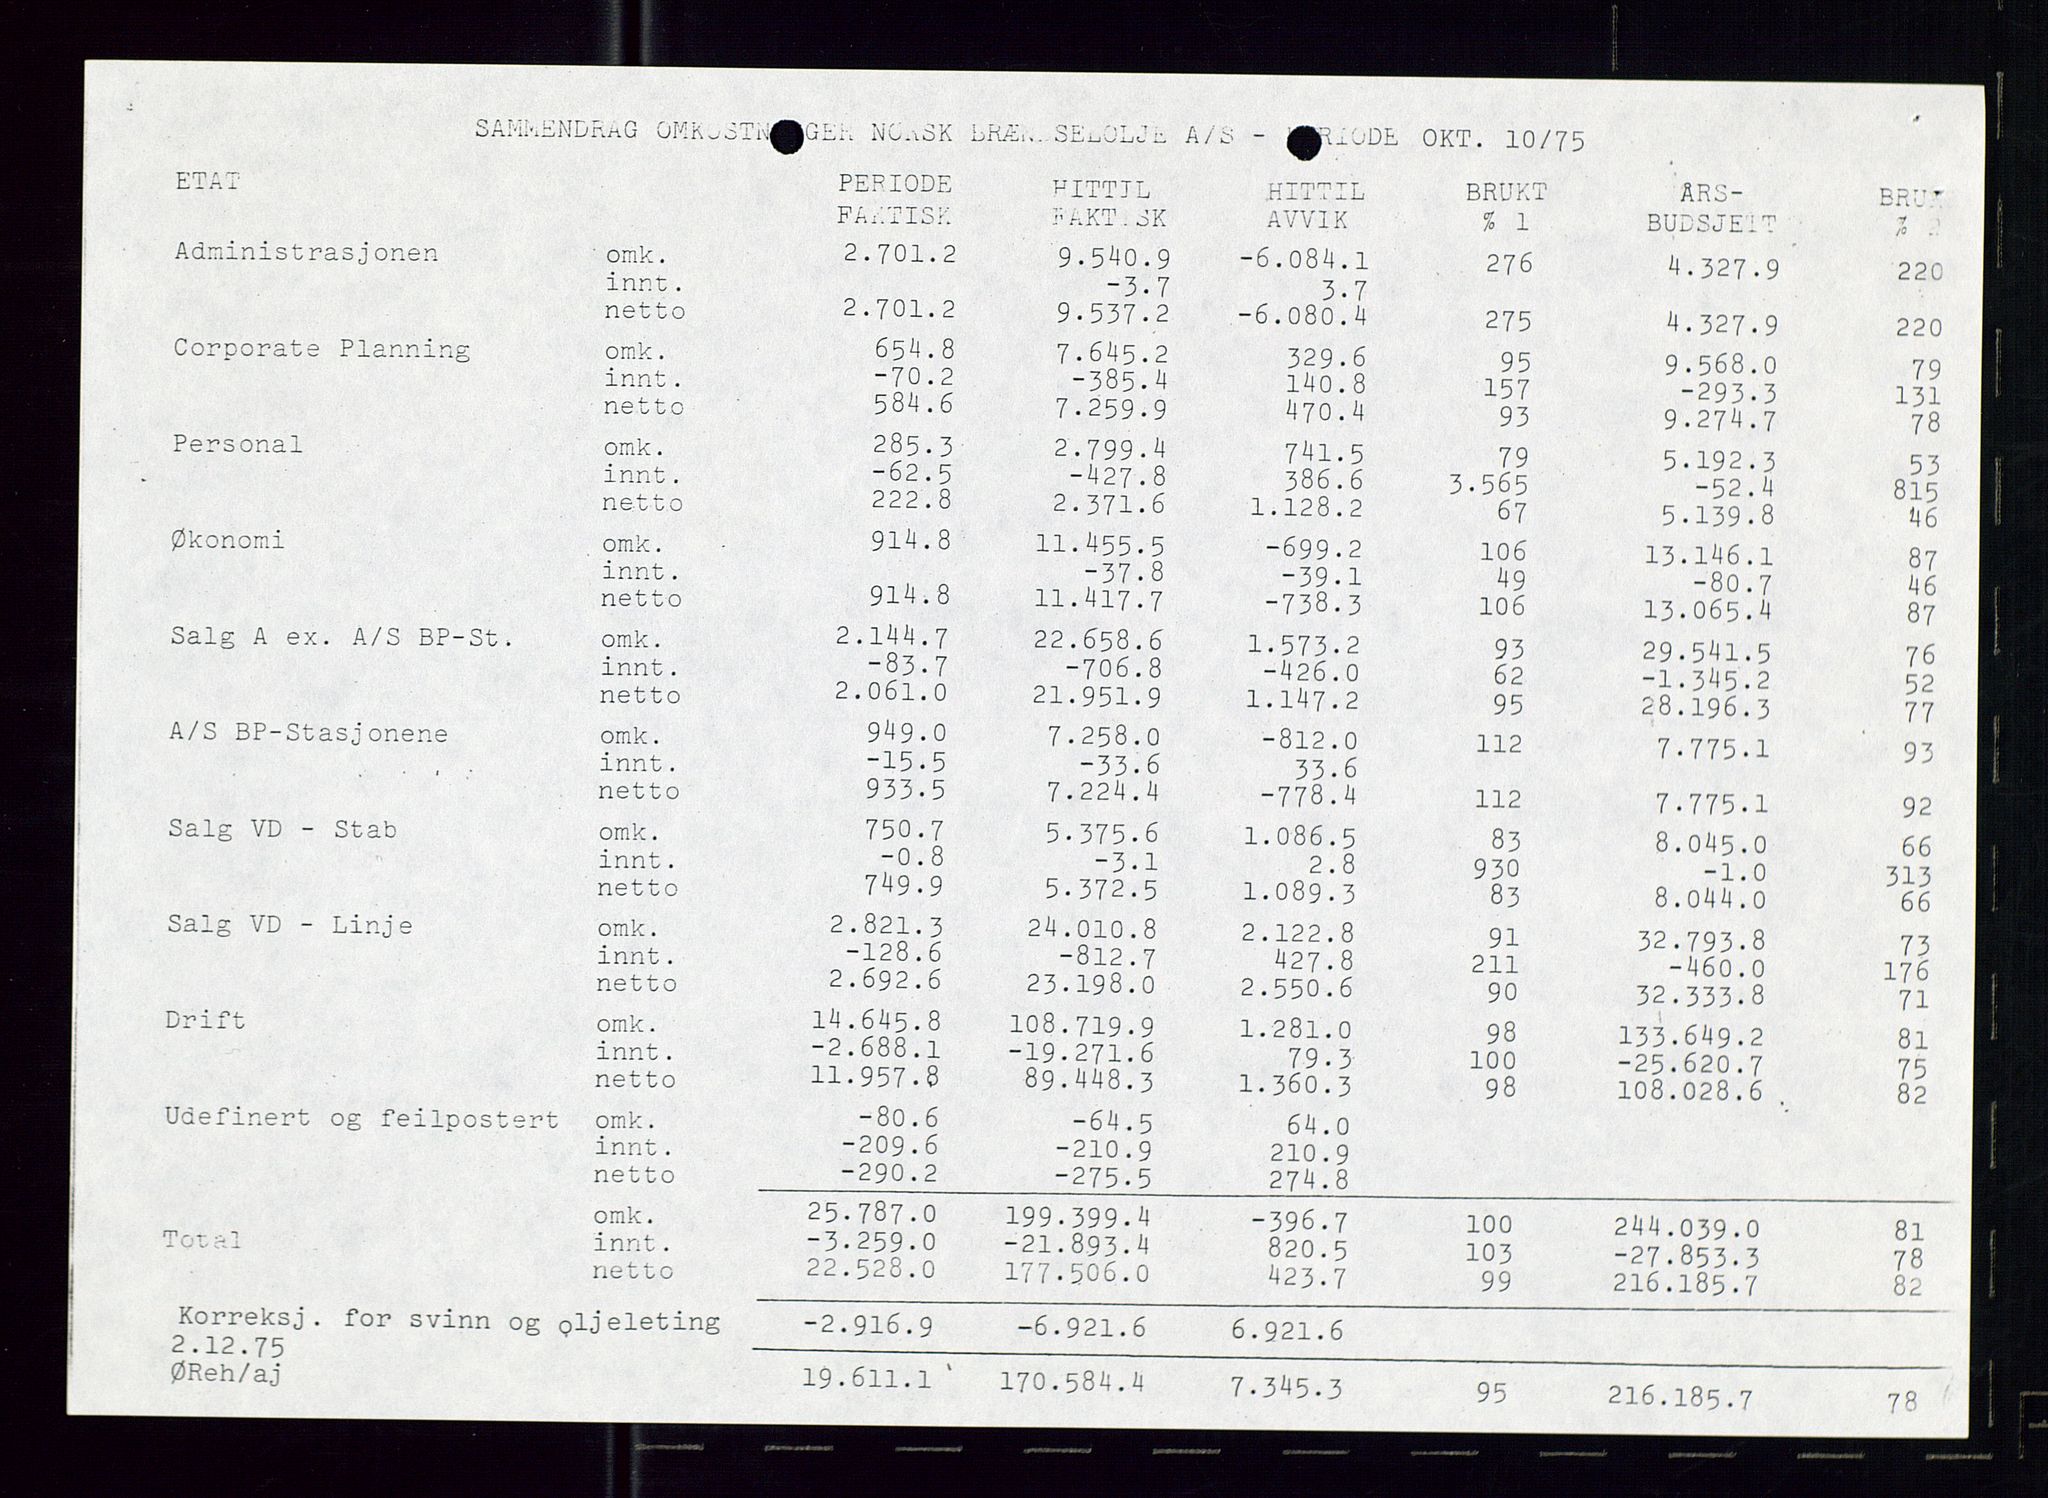 SAMMENDRAG OMKOSTNINGER NORSK BRÆNDSELOLJE A/S - PERIODE OKT. 10/75
ETAT PERIODE HITTIL HITTIL BRUKT ÅRS- BRUKT
FAKTISK FAKTISK AVVIK % 1 BUDSJETT % 2
Administrasjonen omk. 2.701.2 9.540.9 -6.084.1 276 4.327.9 220
innt. -3.7 3.7
netto 2.701.2 9.537.2 -6.080.4 275 4.327.9 220
Corporate Planning omk. 654.8 7.645.2 329.6 95 9.568.0 79
innt. -70.2 -385.4 140.8 157 -293.3 131
netto 584.6 7.259.9 470.4 93 9.274.7 78
Personal omk. 285.3 2.799.4 741.5 79 5.192.3 53
innt. -62.5 -427.8 386.6 3.565 -52.4 815
netto 222.8 2.371.6 1.128.2 67 5.139.8 46
Økonomi omk. 914.8 11.455.5 -699.2 106 13.146.1 87
innt. -37.8 -39.1 49 -80.7 46
netto 914.8 11.417.7 -738.3 106 13.065.4 87
Salg A ex. A/S BP-St. omk. 2.144.7 22.658.6 1.573.2 93 29.541.5 76
innt. -83.7 -706.8 -426.0 62 -1.345.2 52
netto 2.061.0 21.951.9 1.147.2 95 28.196.3 77
A/S BP-Stasjonene omk. 949.0 7.258.0 -812.0 112 7.775.1 93
innt. -15.5 -33.6 33.6
netto 933.5 7.224.4 -778.4 112 7.775.1 92
Salg VD - Stab omk. 750.7 5.375.6 1.086.5 83 8.045.0 66
innt. -0.8 -3.1 2.8 930 -1.0 313
netto 749.9 5.372.5 1.089.3 83 8.044.0 66
Salg VD - Linje omk. 2.821.3 24.010.8 2.122.8 91 32.793.8 73
innt. -128.6 -812.7 427.8 211 -460.0 176
netto 2.692.6 23.198.0 2.550.6 90 32.333.8 71
Drift omk. 14.645.8 108.719.9 1.281.0 98 133.649.2 81
innt. -2.688.1 -19.271.6 79.3 100 -25.620.7 75
netto 11.957.8 89.448.3 1.360.3 98 108.028.6 82
Udefinert og feilpostert omk. -80.6 -64.5 64.0
innt. -209.6 -210.9 210.9
netto -290.2 -275.5 274.8
omk. 25.787.0 199.399.4 -396.7 100 244.039.0 81
Total innt. -3.259.0 -21.893.4 820.5 103 -27.853.3 78
netto 22.528.0 177.506.0 423.7 99 216.185.7 82
Korreksj. for svinn og oljeleting -2.916.9 -6.921.6 6.921.6
2.12.75
ØReh/aj 19.611.1 170.584.4 7.345.3 95 216.185.7 78